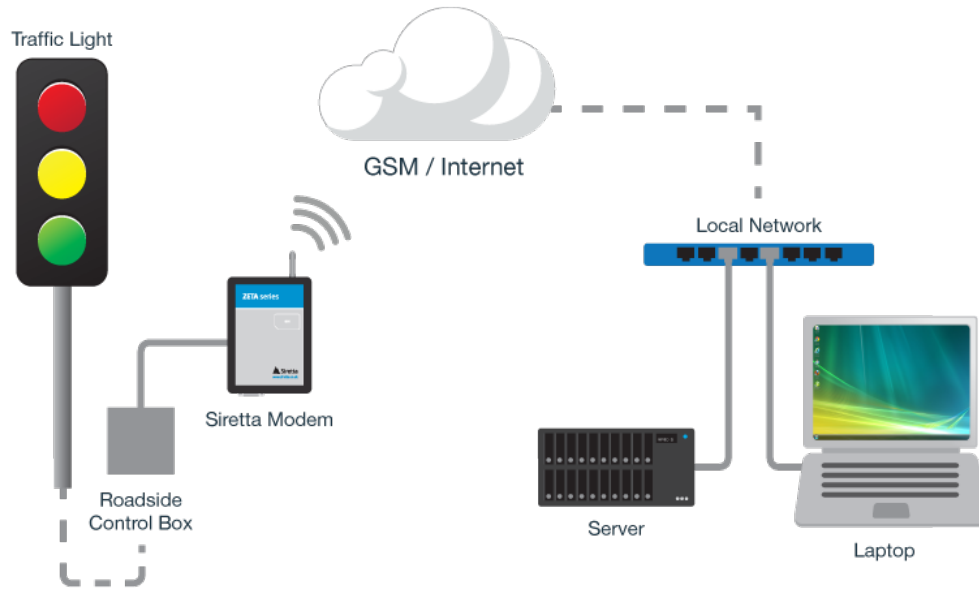 Traffic Light
GSM / Internet
Local Network
ZETA series
Siretta
Siretta Modem
Roadside
Control Box
Server
Laptop